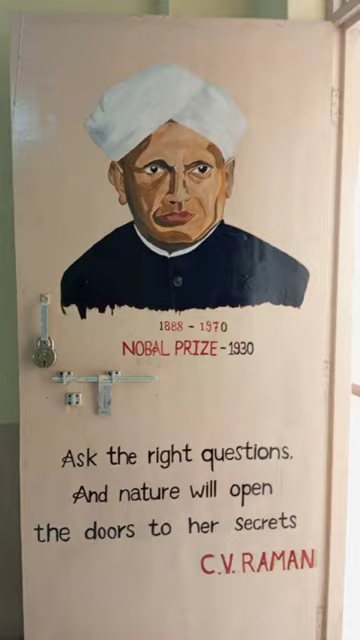 1888 - 1970
NOBAL PRIZE - 1930
Ask the right questions.
And nature will open
the doors to her secrets
C.V. RAMAN